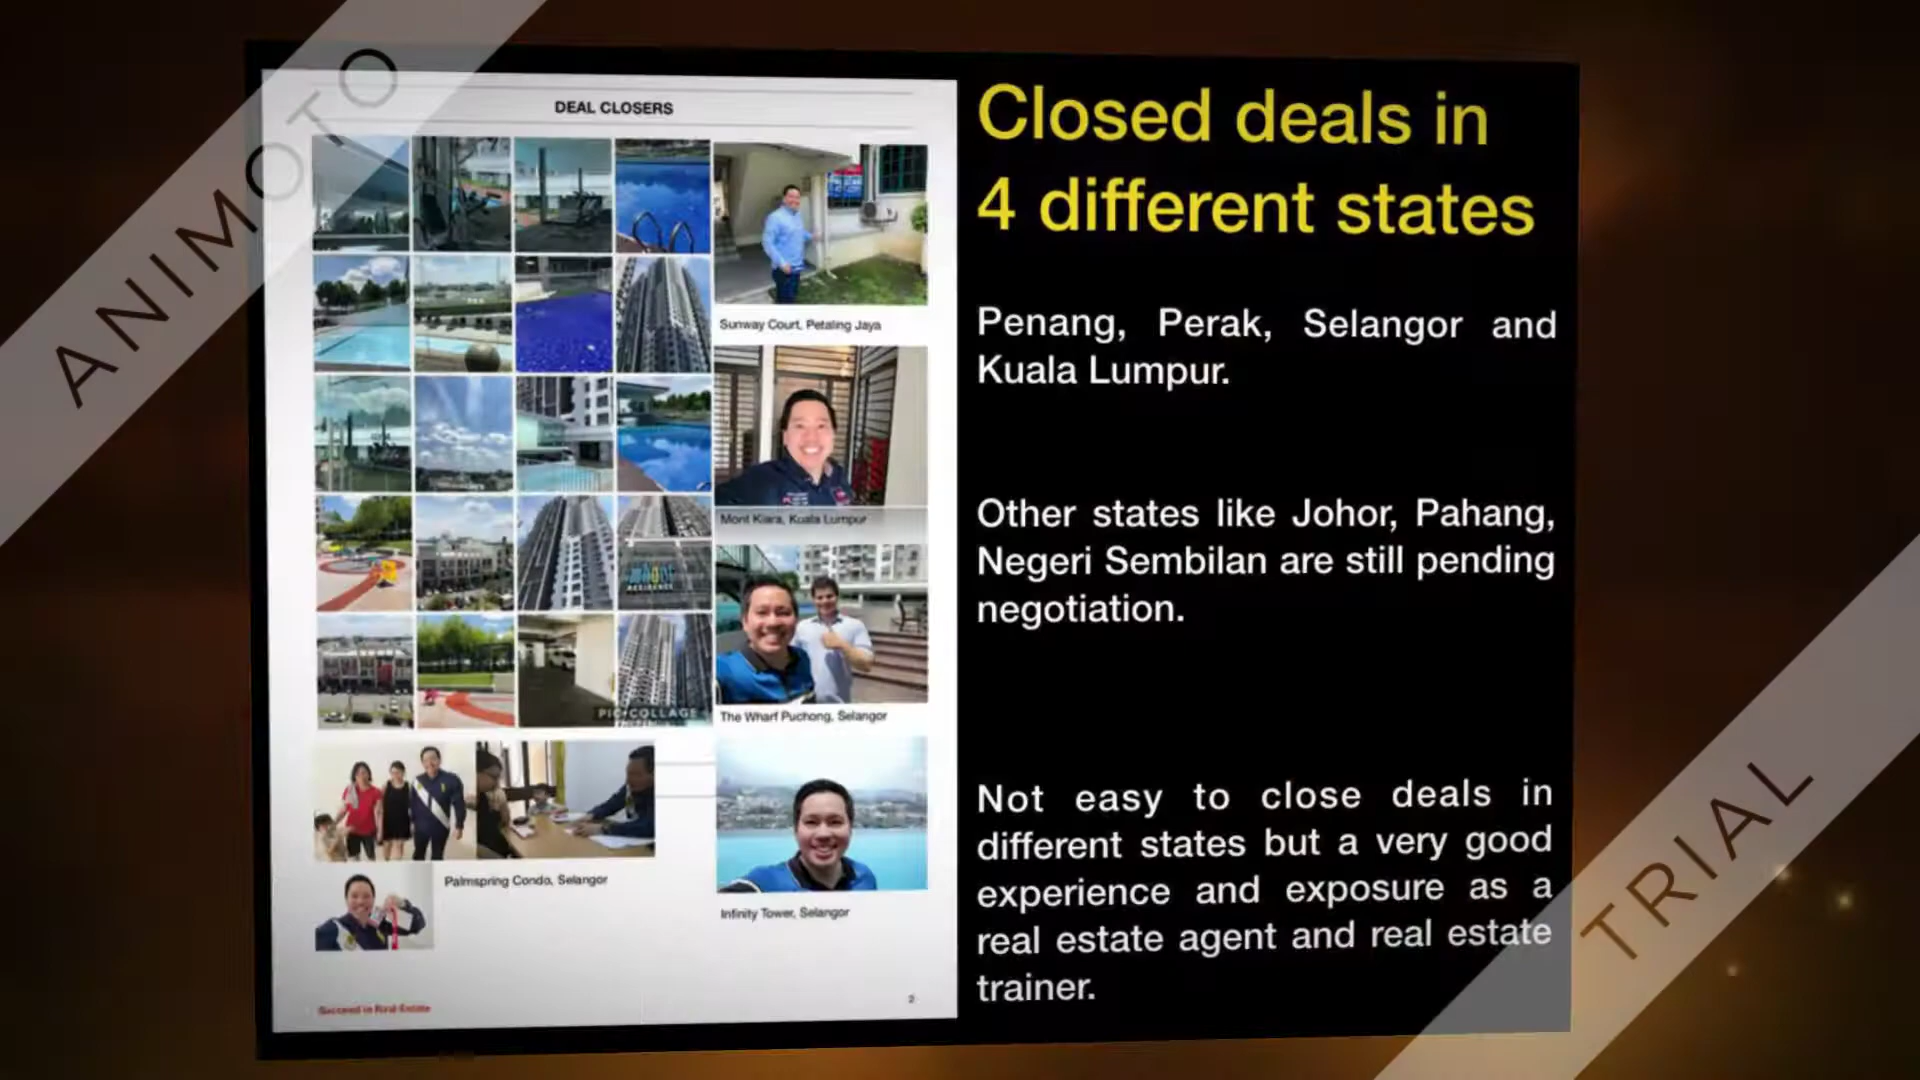 ANIMOTO
DEAL CLOSERS
Sunway Court, Petaling Jaya
Mont Kiara, Kuala Lumpur
RESIDENCE
PIC•COLLAGE
The Wharf Puchong, Selangor
Palmspring Condo, Selangor
Infinity Tower, Selangor
Succeed in Real Estate
2
Closed deals in
4 different states
Penang, Perak, Selangor and
Kuala Lumpur.
Other states like Johor, Pahang,
Negeri Sembilan are still pending
negotiation.
Not easy to close deals in
different states but a very good
experience and exposure as a
real estate agent and real estate
trainer.
TRIAL